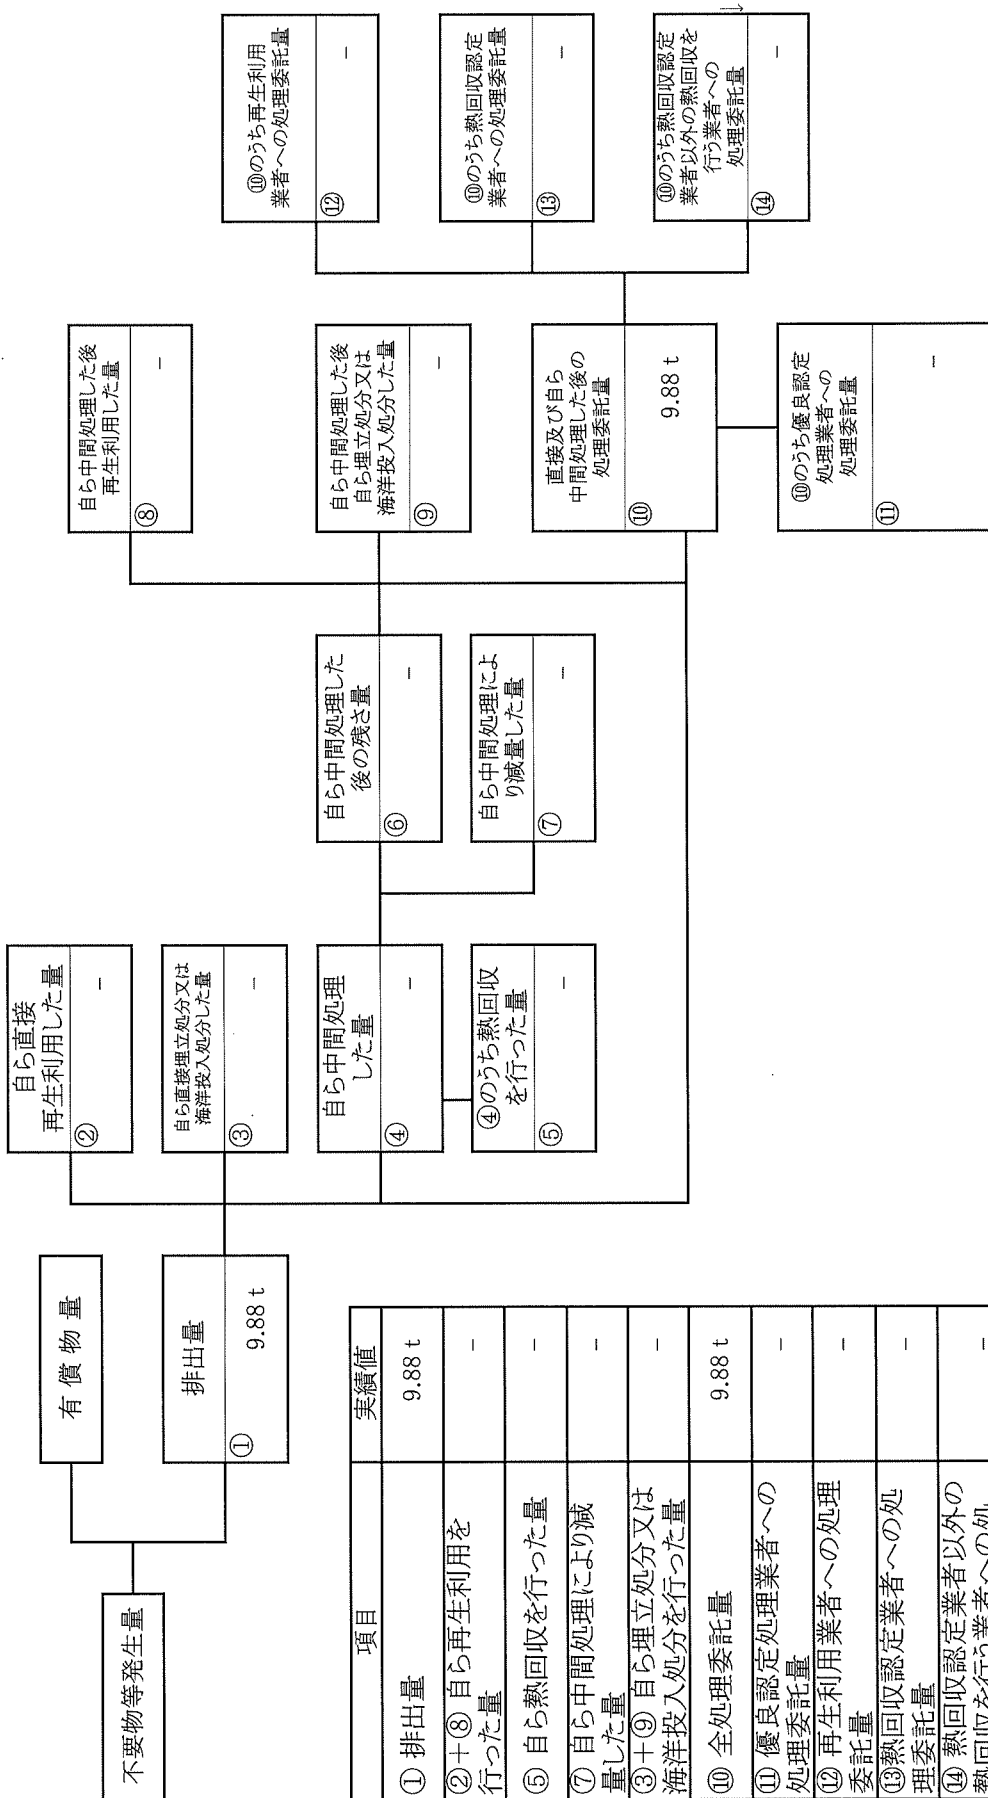 不要物等発生量
有償物量
排出量
①
9.88 t
自ら直接
再生利用した量
②
－
自ら直接埋立処分又は
海洋投入処分した量
③
－
自ら中間処理
した量
④
－
④のうち熱回収
を行った量
⑤
－
自ら中間処理した
後の残さ量
⑥
－
自ら中間処理によ
り減量した量
⑦
－
自ら中間処理した後
再生利用した量
⑧
－
自ら中間処理した後
自ら埋立処分又は
海洋投入処分した量
⑨
－
直接及び自ら
中間処理した後の
処理委託量
⑩
9.88 t
⑩のうち優良認定
処理業者への
処理委託量
⑪
－
⑩のうち再生利用
業者への処理委託量
⑫
－
⑩のうち熱回収認定
業者への処理委託量
⑬
－
⑩のうち熱回収認定
業者以外の熱回収を
行う業者への
処理委託量
⑭
－
項目 実績値
① 排出量 9.88 t
②＋⑧ 自ら再生利用を
行った量 －
⑤ 自ら熱回収を行った量 －
⑦ 自ら中間処理により減
量した量 －
③＋⑨ 自ら埋立処分又は
海洋投入処分を行った量 －
⑩ 全処理委託量 9.88 t
⑪ 優良認定処理業者への
処理委託量 －
⑫ 再生利用業者への処理
委託量 －
⑬熱回収認定業者への処
理委託量 －
⑭ 熱回収認定業者以外の
熱回収を行う業者への処 －